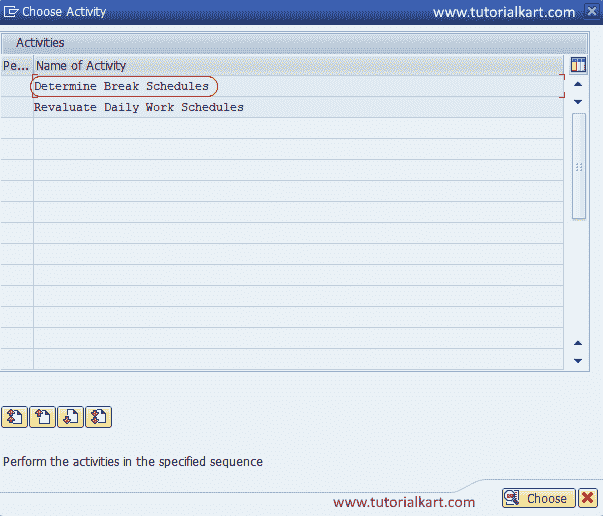 Choose Activity www.tutorialkart.com
Activities
Pe... Name of Activity
Determine Break Schedules
Revaluate Daily Work Schedules
Perform the activities in the specified sequence
www.tutorialkart.com Choose